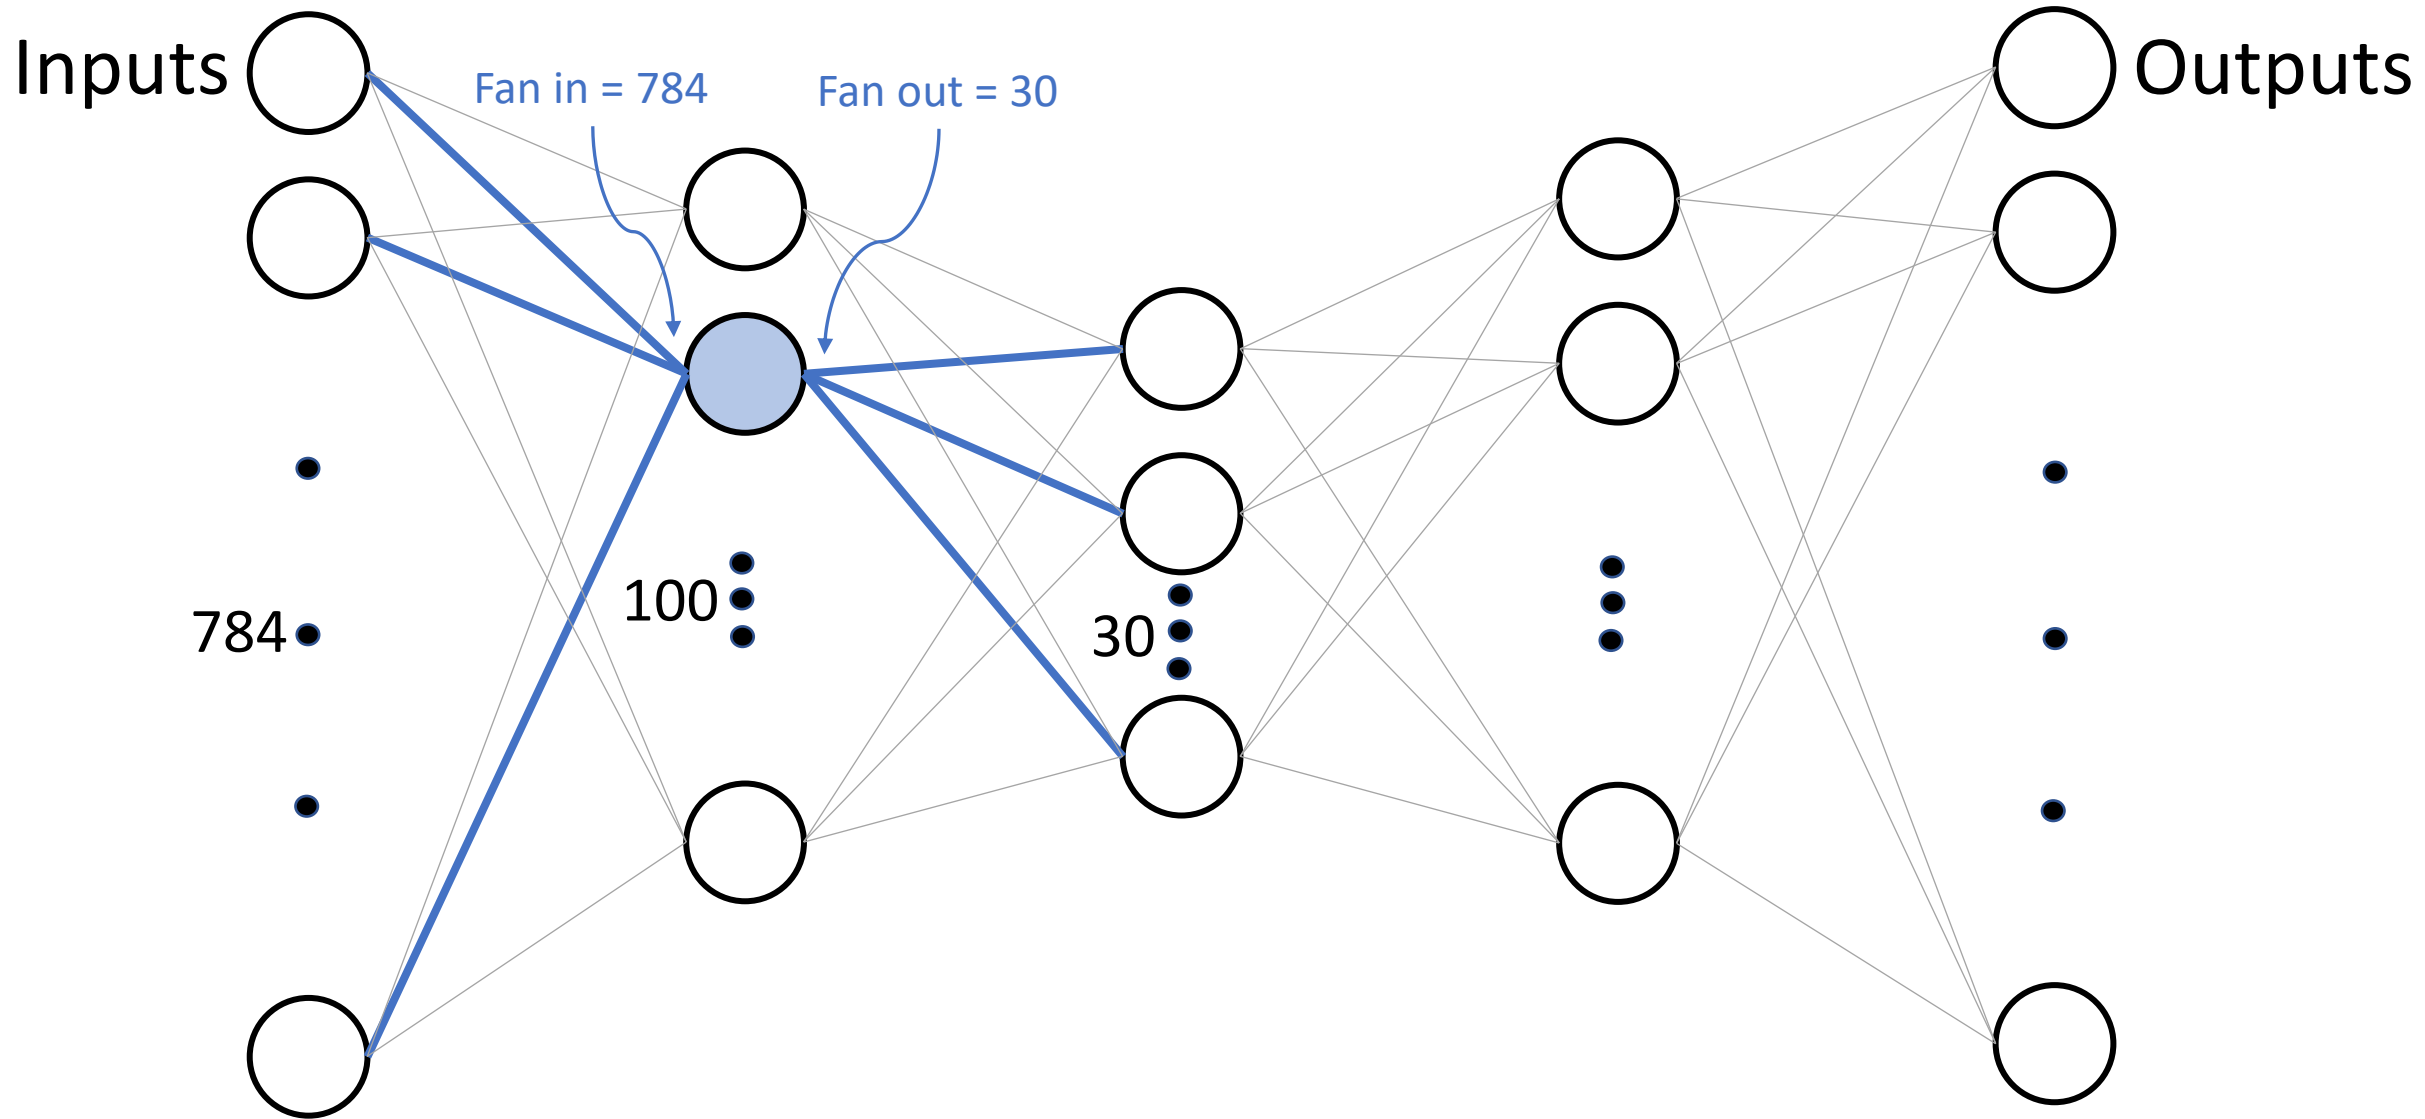 Inputs
Fan in = 784
Fan out = 30
Outputs
784
100
30